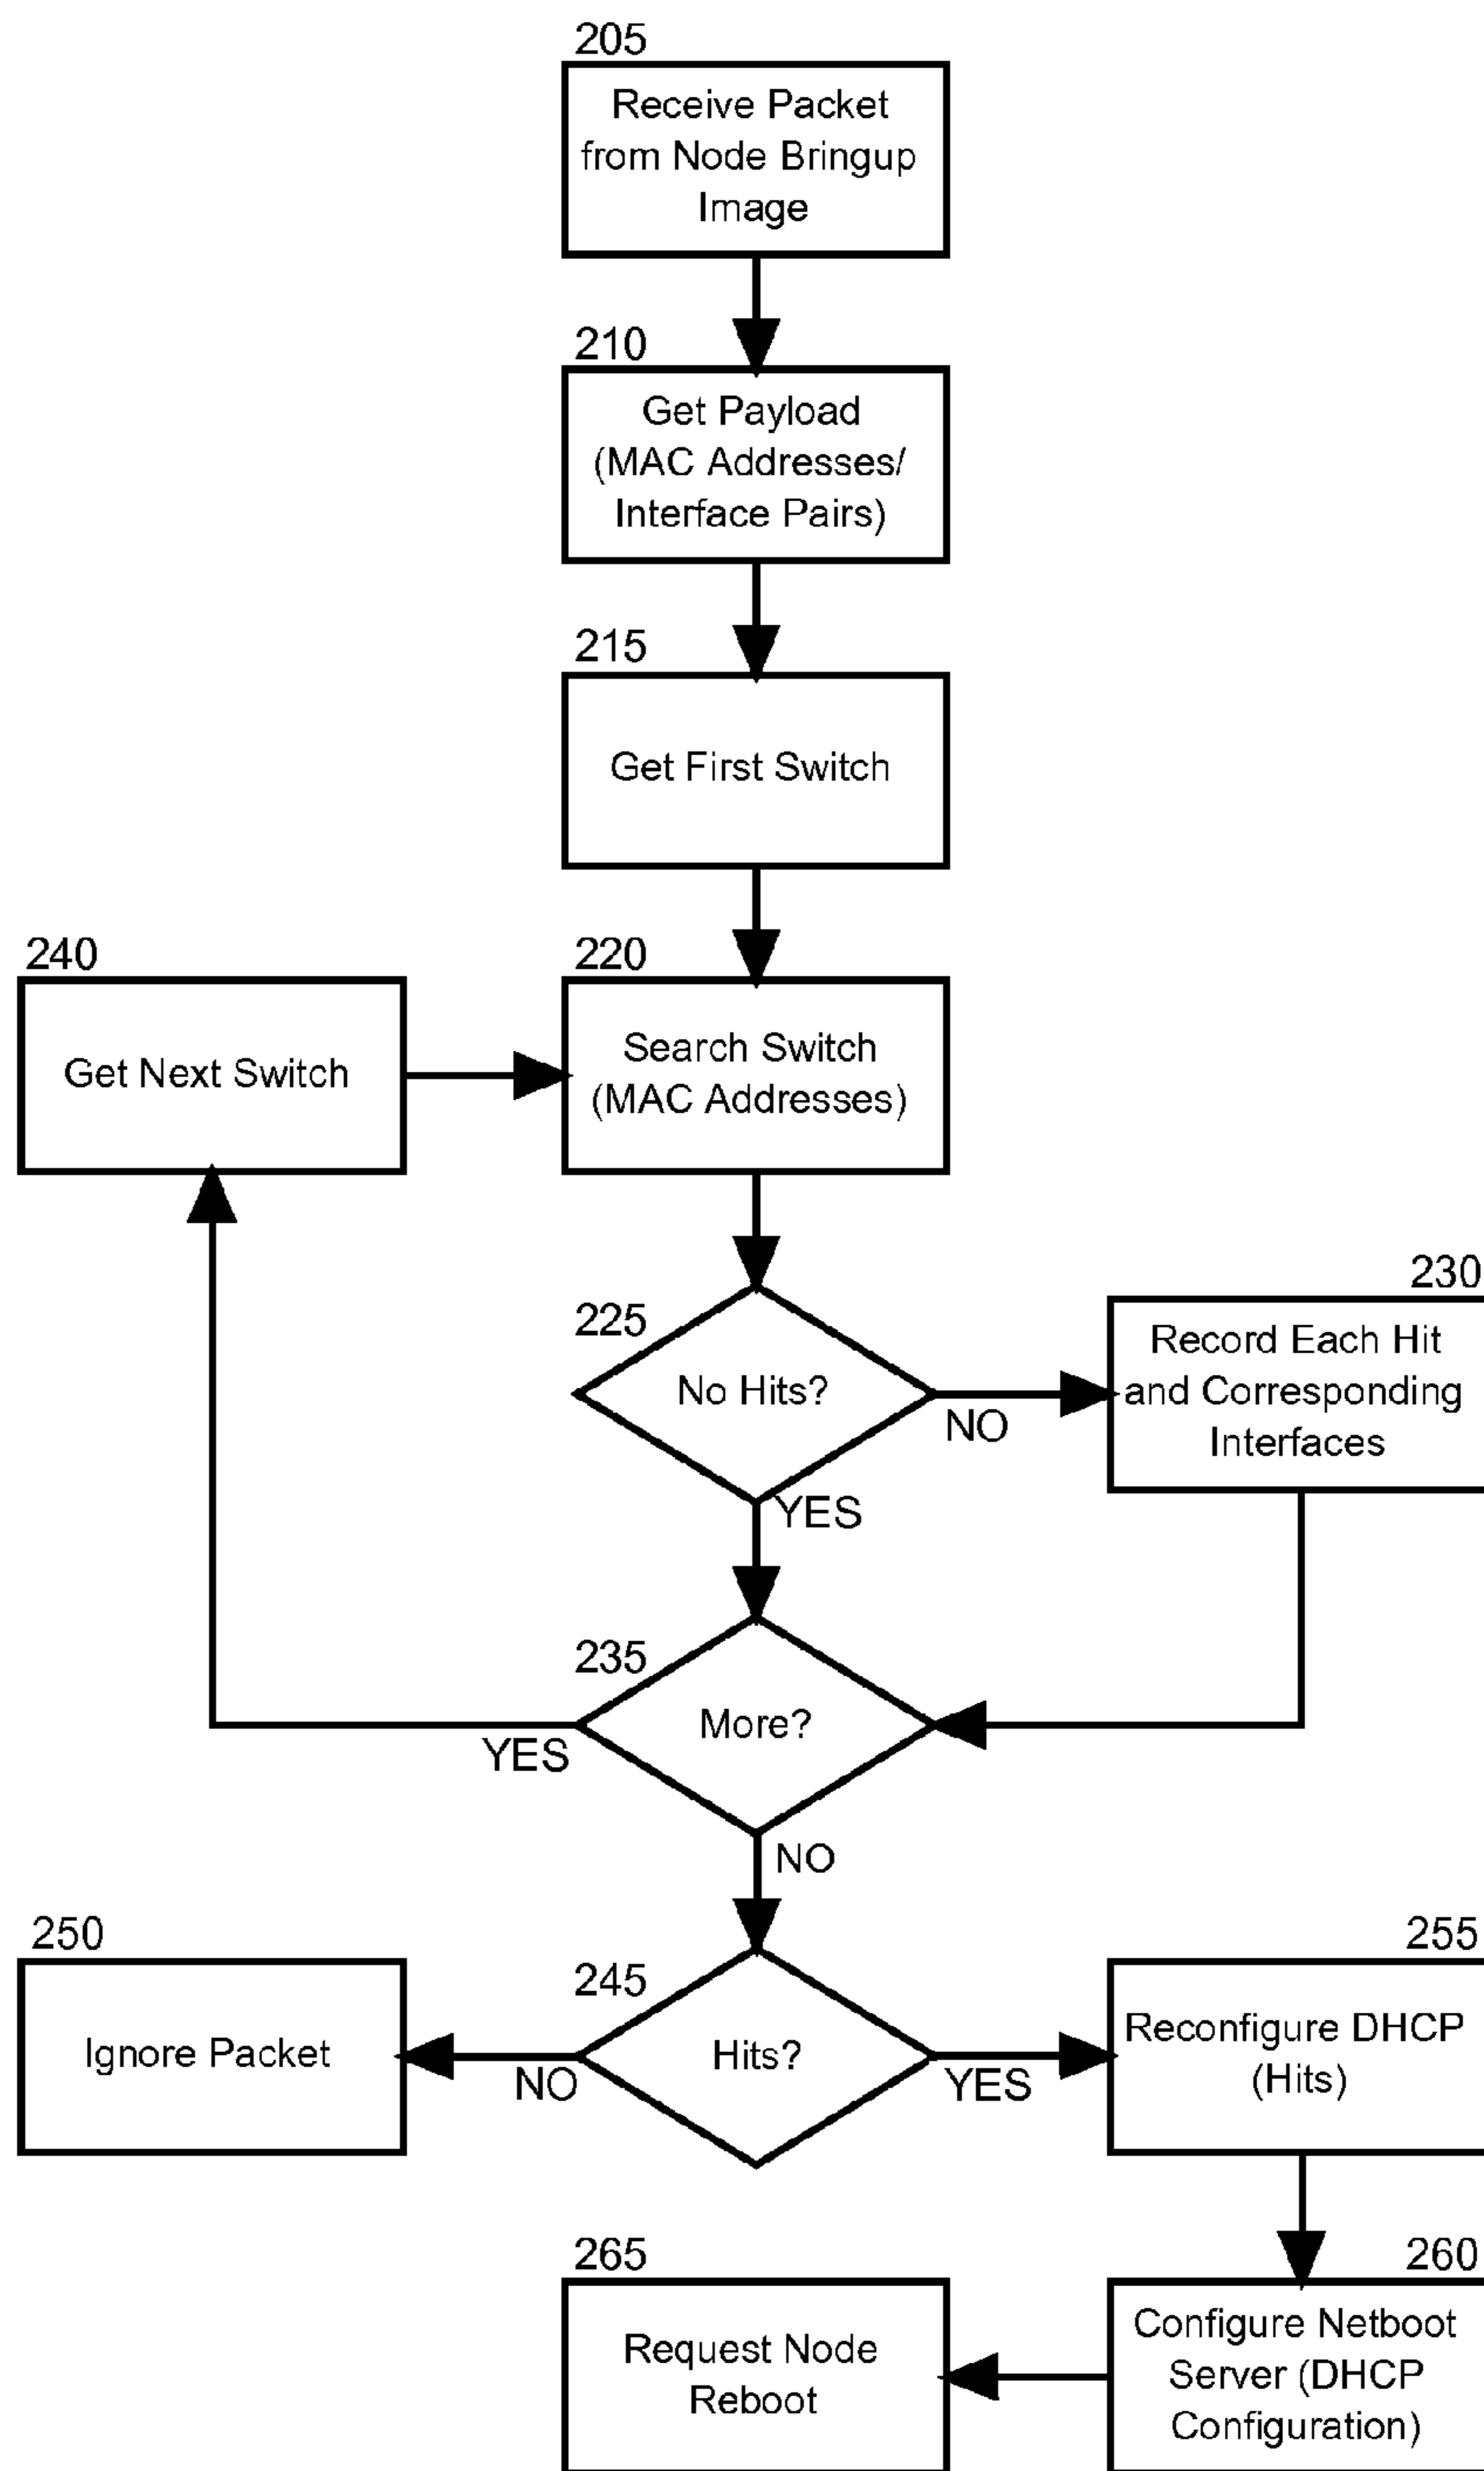 205
Receive Packet
from Node Bringup
Image
210
Get Payload
(MAC Addresses/
Interface Pairs)
215
Get First Switch
240
Get Next Switch
220
Search Switch
(MAC Addresses)
225
No Hits?
NO
YES
230
Record Each Hit
and Corresponding
Interfaces
235
More?
YES
NO
250
Ignore Packet
245
Hits?
NO
YES
255
Reconfigure DHCP
(Hits)
265
Request Node
Reboot
260
Configure Netboot
Server (DHCP
Configuration)